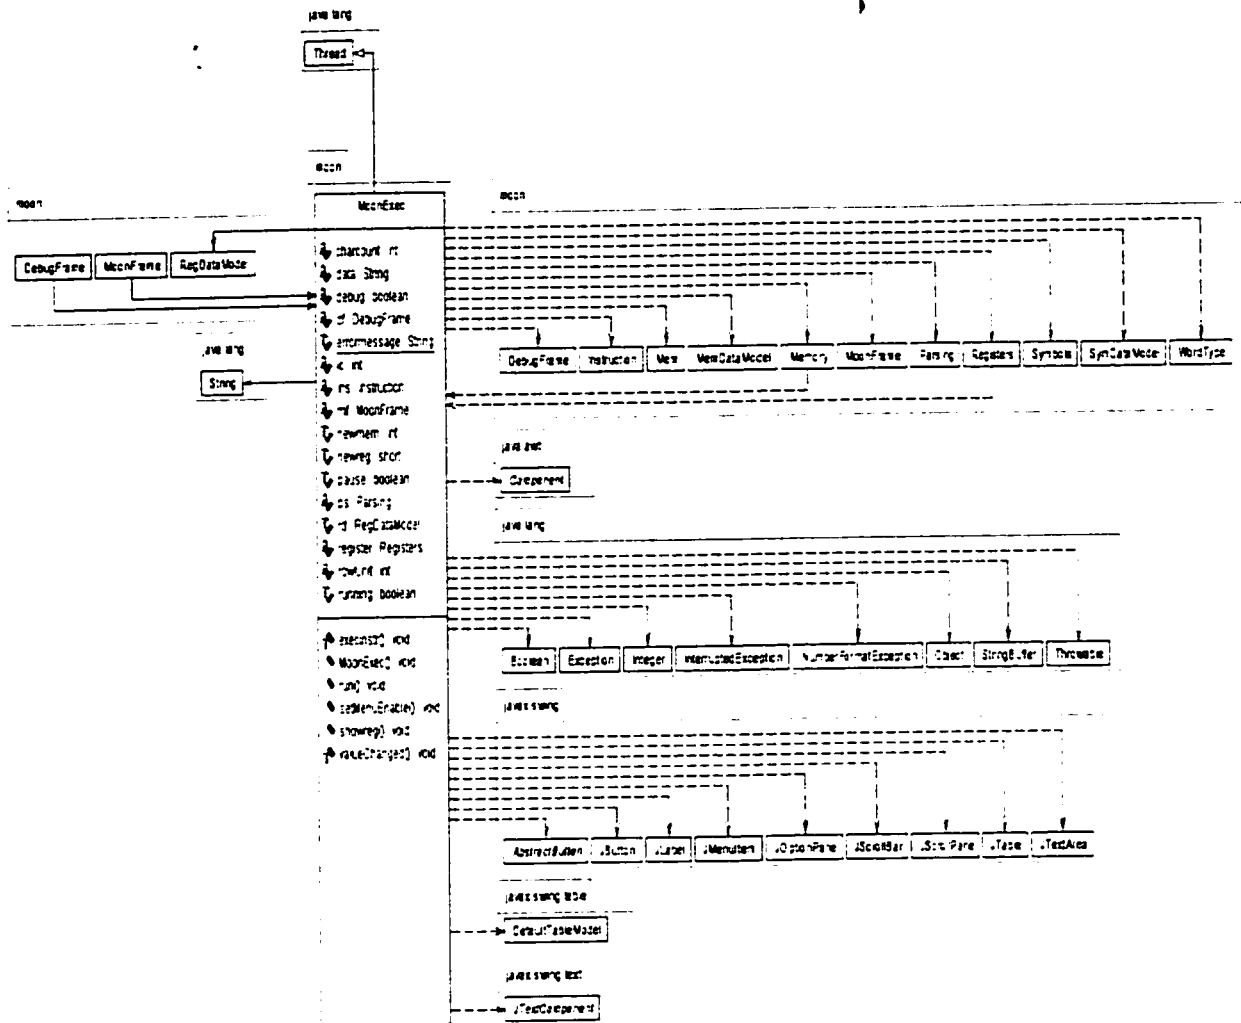 java lang
Thread
moon
moon
MoonExec
moon
DebugFrame MoonFrame RegDataModel
charcount int
data String
debug boolean
df DebugFrame
errormessage String
ic int
ins Instruction
mf MoonFrame
newmem int
newreg short
pause boolean
ps Parsing
rd RegDataModel
register Registers
rowcnt int
running boolean
java lang
String
DebugFrame Instruction Mem MemDataModel Memory MoonFrame Parsing Registers Symbols SymDataModel WordType
java awt
Component
java lang
Boolean Exception Integer InterruptedException NumberFormatException Object StringBuffer Throwable
execinstr() void
MoonExec() void
run() void
setMenuEnable() void
showreg() void
valueChanged() void
javax swing
AbstractButton JButton JLabel JMenuItem JOptionPane JScrollBar JScrollPane JTable JTextArea
javax swing table
DefaultTableModel
javax swing text
JTextComponent